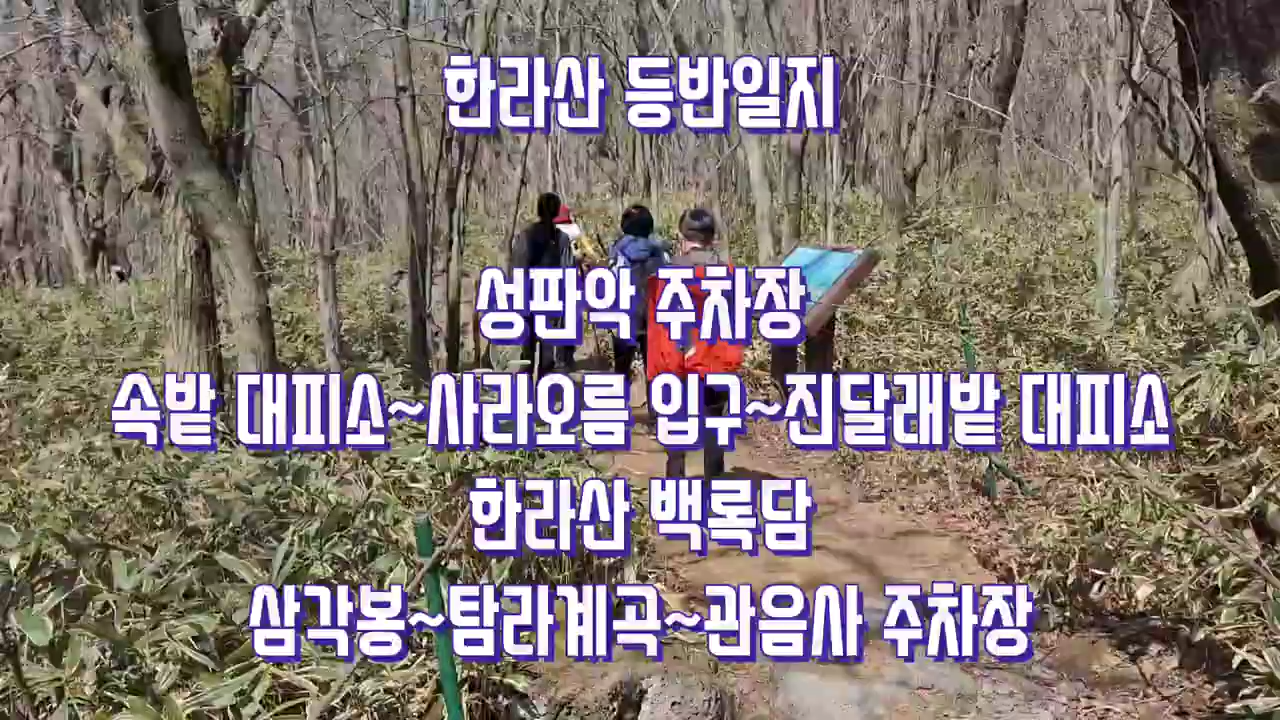 한라산 등반일지
성판악 주차장
속밭 대피소~사라오름 입구~진달래밭 대피소
한라산 백록담
삼각봉~탐라계곡~관음사 주차장